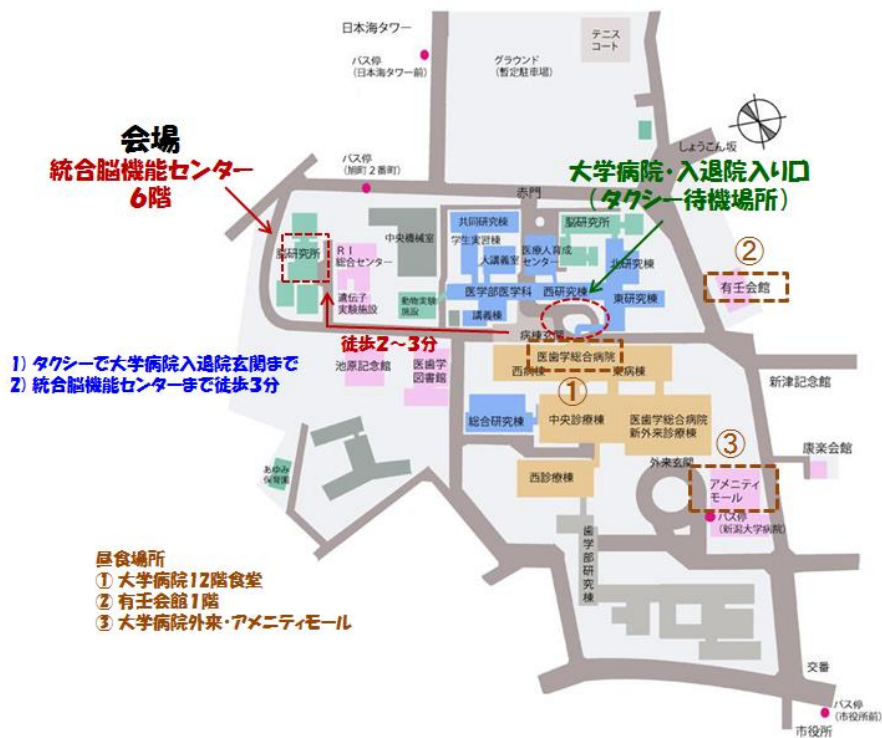 日本海タワー
バス停
(日本海タワー前)
グラウンド
(暫定駐車場)
テニス
コート
会場
統合脳機能センター
6階
バス停
(旭町2番町)
赤門
しょうこん坂
大学病院・入退院入り口
(タクシー待機場所)
脳研究所
RI
総合センター
遺伝子
実験施設
中央機械室
動物実験
施設
共同研究棟
学生実習棟
大講義室
医療人育成
センター
脳研究所
北研究棟
医学部医学科
西研究棟
東研究棟
講義棟
②
有壬会館
徒歩2~3分
病棟玄関
1) タクシーで大学病院入退院玄関まで
2) 統合脳機能センターまで徒歩3分
池原記念館
医歯学
図書館
医歯学総合病院
西病棟
東病棟
①
新津記念館
総合研究棟
中央診療棟
医歯学総合病院
新外来診療棟
③
康楽会館
外来玄関
西診療棟
アメニティ
モール
バス停
(新潟大学病院)
あゆみ
保育園
歯学部研究棟
昼食場所
① 大学病院12階食堂
② 有壬会館1階
③ 大学病院外来・アメニティモール
交番
バス停
(市役所前)
市役所